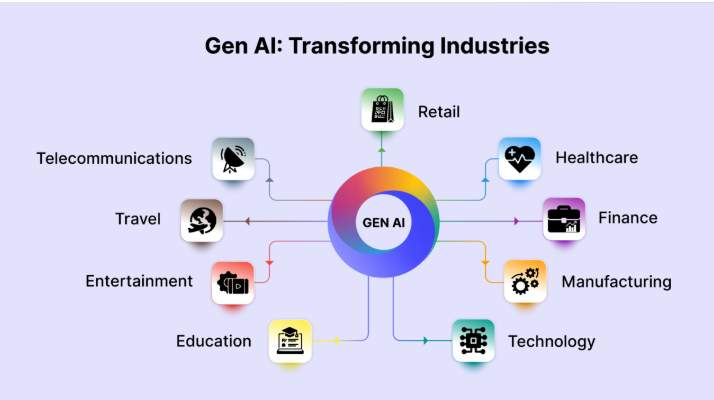 Gen AI: Transforming Industries
Retail
Telecommunications
Healthcare
Travel
GEN AI
Finance
Entertainment
Manufacturing
Education
Technology